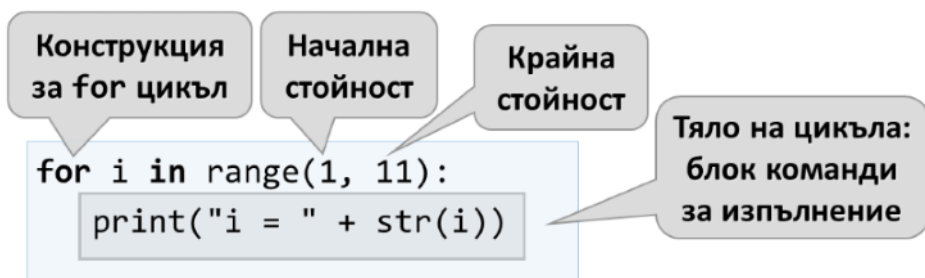 Конструкция
за for цикъл
Начална
стойност
Крайна
стойност
Тяло на цикъла:
блок команди
за изпълнение
for i in range(1, 11):
print("i = " + str(i))